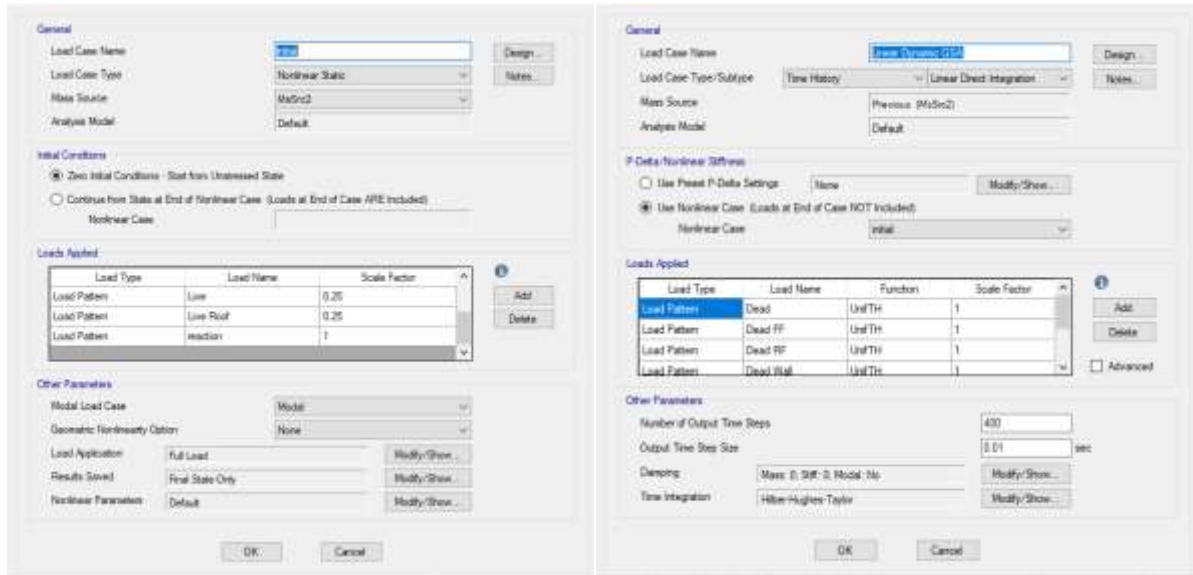 General
Load Case Name initial Design...
Load Case Type Nonlinear Static Notes...
Mass Source MsSrc2
Analysis Model Default
Initial Conditions
Zero Initial Conditions - Start from Unstressed State
Continue from State at End of Nonlinear Case (Loads at End of Case ARE Included)
Nonlinear Case
Loads Applied
Load Type Load Name Scale Factor
Load Pattern Live 0.25
Load Pattern Live Roof 0.25
Load Pattern reaction 1
Add
Delete
Other Parameters
Modal Load Case Modal
Geometric Nonlinearity Option None
Load Application Full Load Modify/Show...
Results Saved Final State Only Modify/Show...
Nonlinear Parameters Default Modify/Show...
OK Cancel
General
Load Case Name Linear Dynamic GSA Design...
Load Case Type/Subtype Time History Linear Direct Integration Notes...
Mass Source Previous (MsSrc2)
Analysis Model Default
P-Delta/Nonlinear Stiffness
Use Preset P-Delta Settings None Modify/Show...
Use Nonlinear Case (Loads at End of Case NOT Included)
Nonlinear Case initial
Loads Applied
Load Type Load Name Function Scale Factor
Load Pattern Dead UnifTH 1
Load Pattern Dead FF UnifTH 1
Load Pattern Dead RF UnifTH 1
Load Pattern Dead Wall UnifTH 1
Add
Delete
Advanced
Other Parameters
Number of Output Time Steps 400
Output Time Step Size 0.01 sec
Damping Mass: 0; Stiff: 0; Modal: No Modify/Show...
Time Integration Hilber-Hughes-Taylor Modify/Show...
OK Cancel